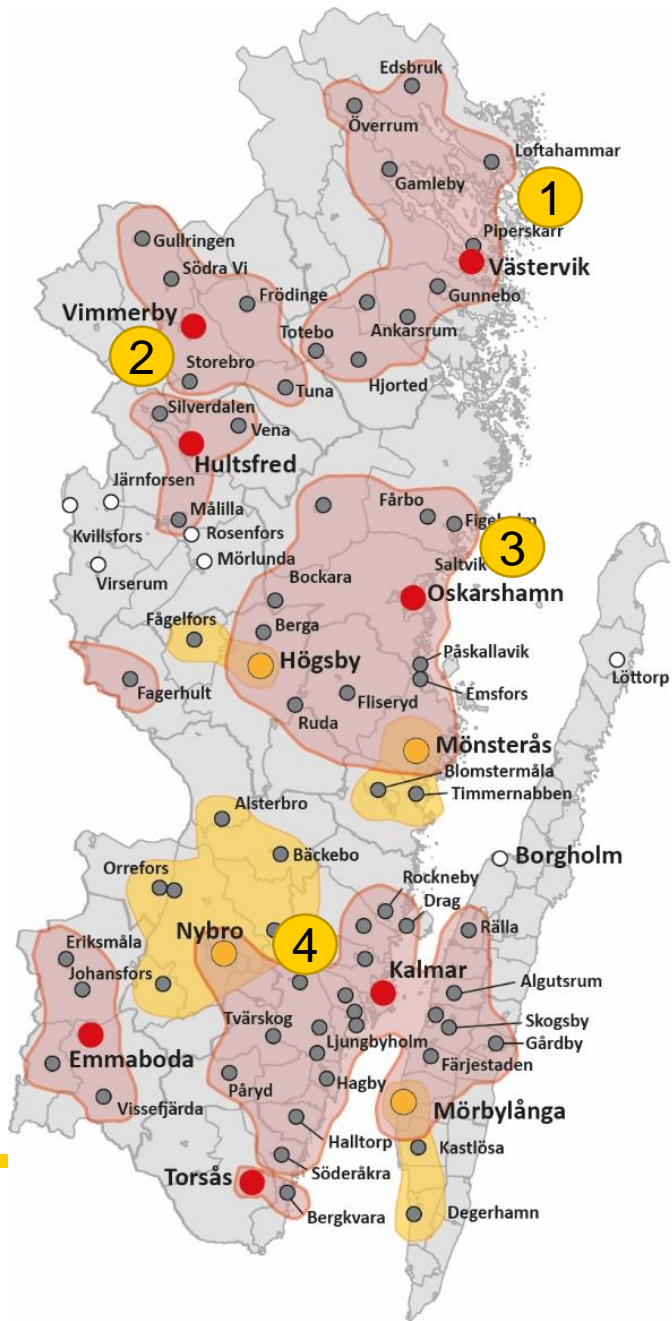 Edsbruk
Överrum
Loftahammar
Gamleby
1
Piperskärr
Gullringen
Västervik
Södra Vi
Gunnebo
Frödinge
Vimmerby
Totebo
Ankarsrum
2
Storebro
Hjorted
Tuna
Silverdalen
Vena
Hultsfred
Järnforsen
Fårbo
Målilla
Figeholm
Kvillsfors
Rosenfors
3
Mörlunda
Saltvik
Virserum
Bockara
Oskarshamn
Fågelfors
Berga
Påskallavik
Högsby
Löttorp
Fagerhult
Fliseryd
Emsfors
Ruda
Mönsterås
Blomstermåla
Alsterbro
Timmernabben
Bäckebo
Borgholm
Orrefors
Rockneby
Drag
Nybro
Rälla
4
Eriksmåla
Kalmar
Johansfors
Algutsrum
Tvärskog
Skogsby
Ljungbyholm
Gårdby
Emmaboda
Färjestaden
Påryd
Hagby
Vissefjärda
Mörbylånga
Halltorp
Kastlösa
Söderåkra
Torsås
Bergkvara
Degerhamn